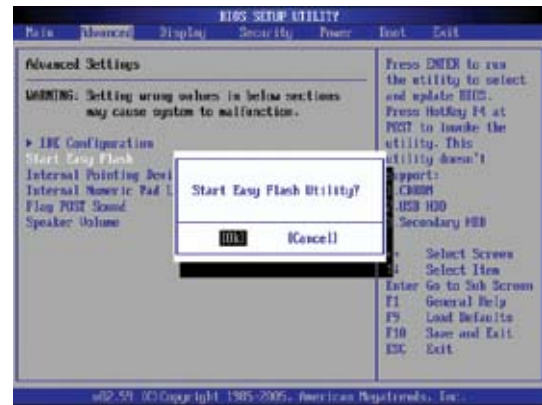 BIOS SETUP UTILITY
Main Advanced Display Security Power Boot Exit
Advanced Settings
WARNING: Setting wrong values in below sections
may cause system to malfunction.
IDE Configuration
Start Easy Flash
Internal Pointing Devi
Internal Numeric Pad L
Play POST Sound
Speaker Volume
Start Easy Flash Utility?
[Ok] [Cancel]
Press ENTER to run
the utility to select
and update BIOS.
Press HotKey F4 at
POST to invoke the
utility. This
utility doesn't
support:
.USB HDD
Secondary HDD
Select Screen
Select Item
Enter Go to Sub Screen
F1 General Help
F9 Load Defaults
F10 Save and Exit
ESC Exit
v02.59 (C)Copyright 1985-2005, American Megatrends, Inc.